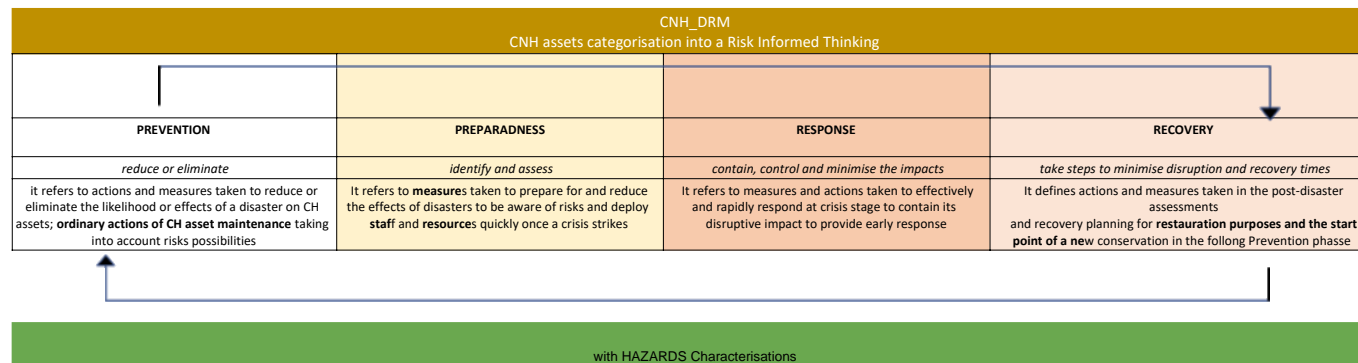 CNH_DRM
CNH assets categorisation into a Risk Informed Thinking
PREVENTION
PREPARADNESS
RESPONSE
RECOVERY
reduce or eliminate
identify and assess
contain, control and minimise the impacts
take steps to minimise disruption and recovery times
it refers to actions and measures taken to reduce or
eliminate the likelihood or effects of a disaster on CH
assets; ordinary actions of CH asset maintenance taking
into account risks possibilities
It refers to measures taken to prepare for and reduce
the effects of disasters to be aware of risks and deploy
staff and resources quickly once a crisis strikes
It refers to measures and actions taken to effectively
and rapidly respond at crisis stage to contain its
disruptive impact to provide early response
It defines actions and measures taken in the post-disaster
assessments
and recovery planning for restauration purposes and the start
point of a new conservation in the follong Prevention phasse
with HAZARDS Characterisations